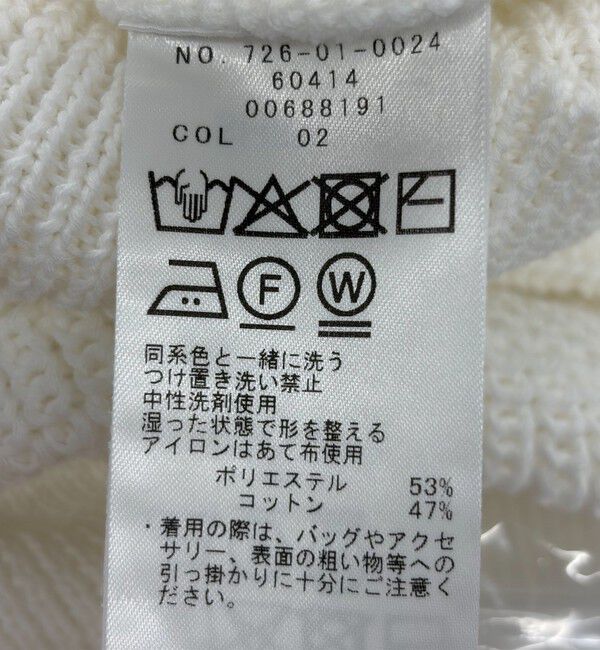 NO. 726-01-0024
60414
00688191
COL 02
F W
同系色と一緒に洗う
つけ置き洗い禁止
中性洗剤使用
湿った状態で形を整える
アイロンはあて布使用
ポリエステル 53%
コットン 47%
・着用の際は、バッグやアクセ
サリー、表面の粗い物等への
引っ掛かりに十分にご注意く
ださい。